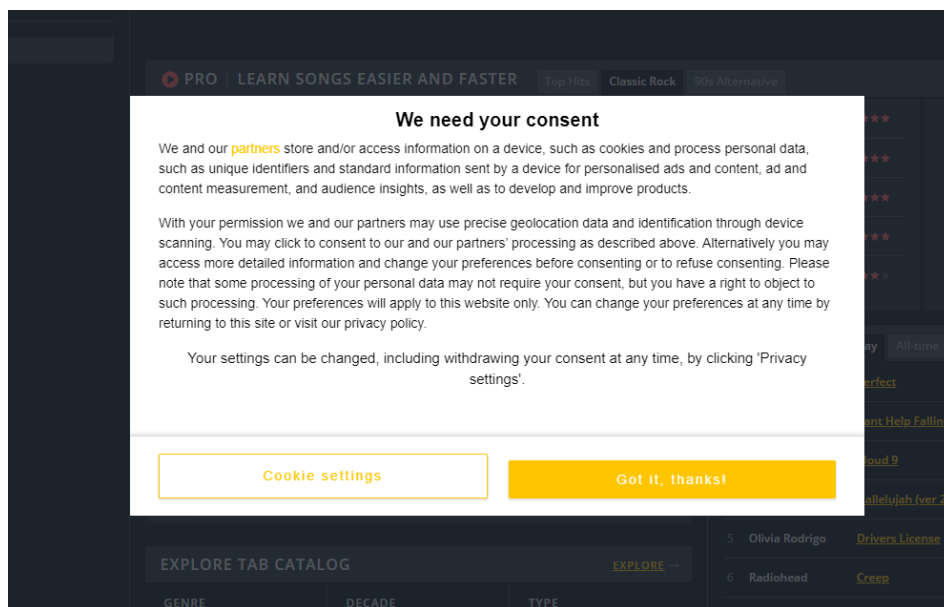 PRO | LEARN SONGS EASIER AND FASTER Top Hits Classic Rock 90s Alternative
We need your consent
We and our partners store and/or access information on a device, such as cookies and process personal data,
such as unique identifiers and standard information sent by a device for personalised ads and content, ad and
content measurement, and audience insights, as well as to develop and improve products.
With your permission we and our partners may use precise geolocation data and identification through device
scanning. You may click to consent to our and our partners’ processing as described above. Alternatively you may
access more detailed information and change your preferences before consenting or to refuse consenting. Please
note that some processing of your personal data may not require your consent, but you have a right to object to
such processing. Your preferences will apply to this website only. You can change your preferences at any time by
returning to this site or visit our privacy policy.
Your settings can be changed, including withdrawing your consent at any time, by clicking 'Privacy
settings'.
Cookie settings
Got it, thanks!
ay All-time
erfect
ant Help Fallin
loud 9
allelujah (ver 2
5 Olivia Rodrigo Drivers License
6 Radiohead Creep
EXPLORE TAB CATALOG EXPLORE →
GENRE DECADE TYPE